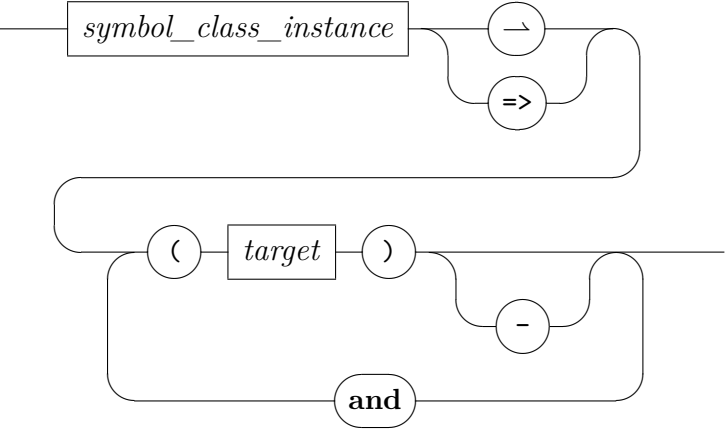 symbol_class_instance ⇀
=>
( target )
-
and